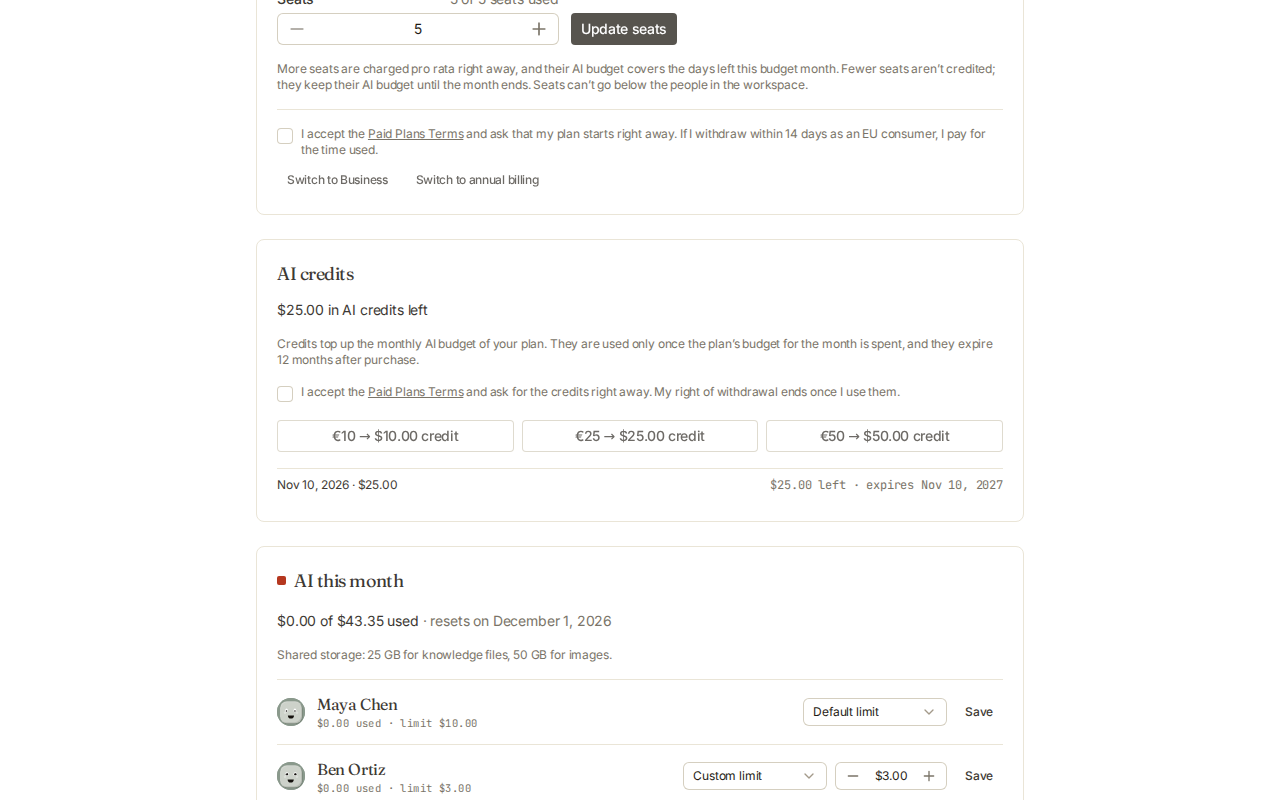 Seats 5 of 5 seats used
5 Update seats
More seats are charged pro rata right away, and their AI budget covers the days left this budget month. Fewer seats aren’t credited;
they keep their AI budget until the month ends. Seats can’t go below the people in the workspace.
I accept the Paid Plans Terms and ask that my plan starts right away. If I withdraw within 14 days as an EU consumer, I pay for
the time used.
Switch to Business Switch to annual billing
AI credits
$25.00 in AI credits left
Credits top up the monthly AI budget of your plan. They are used only once the plan’s budget for the month is spent, and they expire
12 months after purchase.
I accept the Paid Plans Terms and ask for the credits right away. My right of withdrawal ends once I use them.
€10 → $10.00 credit €25 → $25.00 credit €50 → $50.00 credit
Nov 10, 2026 · $25.00 $25.00 left · expires Nov 10, 2027
AI this month
$0.00 of $43.35 used · resets on December 1, 2026
Shared storage: 25 GB for knowledge files, 50 GB for images.
Maya Chen
$0.00 used · limit $10.00
Default limit Save
Ben Ortiz
$0.00 used · limit $3.00
Custom limit $3.00 Save